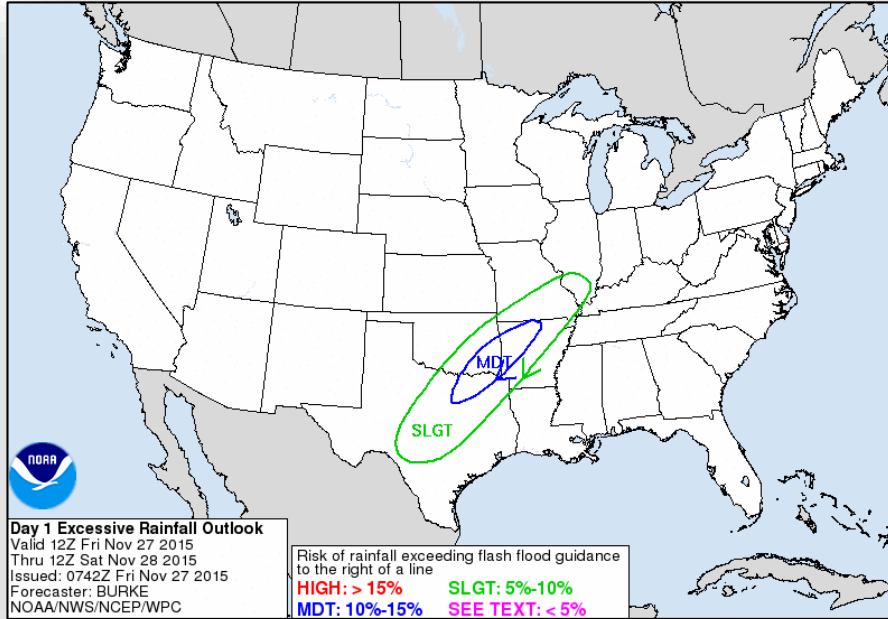 MDT
SLGT
NOAA
Day 1 Excessive Rainfall Outlook
Valid 12Z Fri Nov 27 2015
Thru 12Z Sat Nov 28 2015
Issued: 0742Z Fri Nov 27 2015
Forecaster: BURKE
NOAA/NWS/NCEP/WPC
Risk of rainfall exceeding flash flood guidance
to the right of a line
HIGH: > 15% SLGT: 5%-10%
MDT: 10%-15% SEE TEXT: < 5%